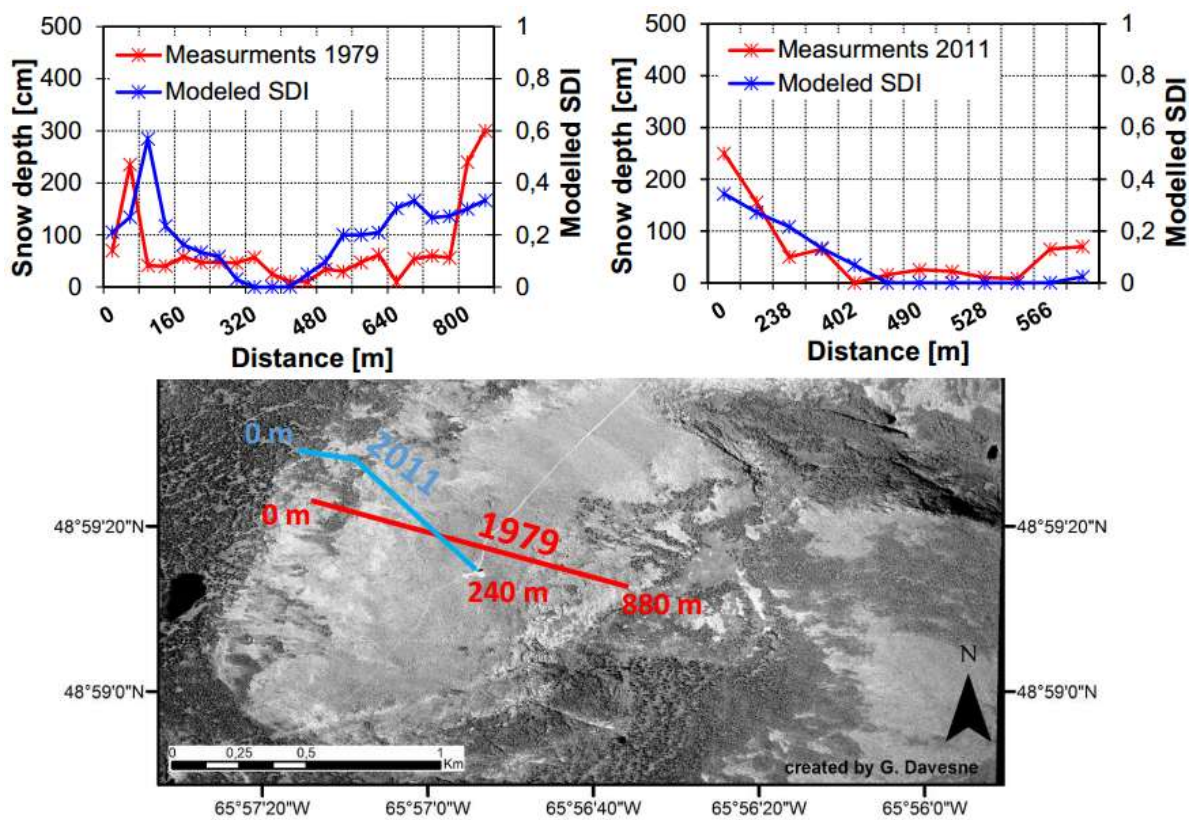 500
400
300
200
100
0
Snow depth [cm]
Measurments 1979
Modeled SDI
1
0,8
0,6
0,4
0,2
0
Modelled SDI
0 160 320 480 640 800
Distance [m]
500
400
300
200
100
0
Snow depth [cm]
Measurments 2011
Modeled SDI
1
0,8
0,6
0,4
0,2
0
Modelled SDI
0 238 402 490 528 566
Distance [m]
0 m
2011
0 m
1979
240 m
880 m
48°59'20"N
48°59'20"N
48°59'0"N
48°59'0"N
N
0 0,25 0,5 1
Km
created by G. Davesne
65°57'20"W 65°57'0"W 65°56'40"W 65°56'20"W 65°56'0"W